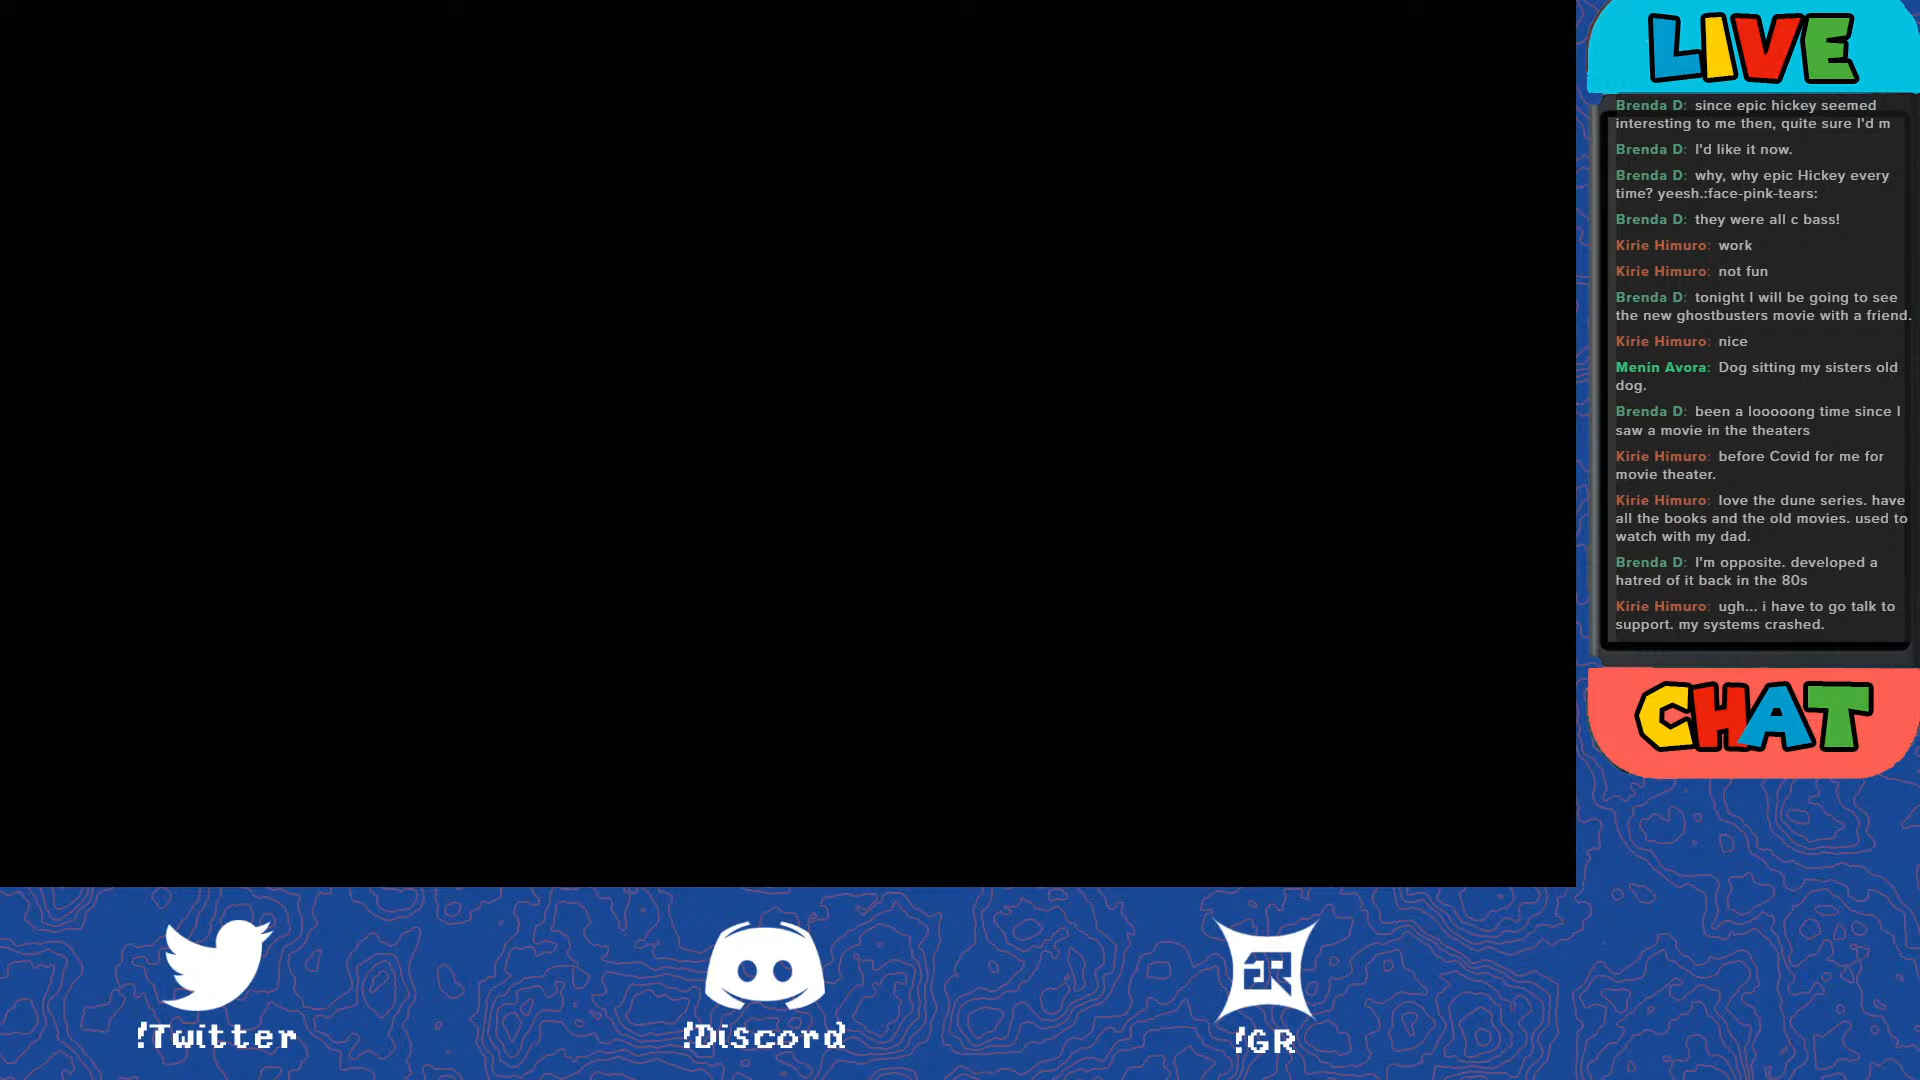 LIVE
Brenda D: since epic hickey seemed
interesting to me then, quite sure I'd m
Brenda D: I'd like it now.
Brenda D: why, why epic Hickey every
time? yeesh.:face-pink-tears:
Brenda D: they were all c bass!
Kirie Himuro: work
Kirie Himuro: not fun
Brenda D: tonight I will be going to see
the new ghostbusters movie with a friend.
Kirie Himuro: nice
Menin Avora: Dog sitting my sisters old
dog.
Brenda D: been a looooong time since I
saw a movie in the theaters
Kirie Himuro: before Covid for me for
movie theater.
Kirie Himuro: love the dune series. have
all the books and the old movies. used to
watch with my dad.
Brenda D: I'm opposite. developed a
hatred of it back in the 80s
Kirie Himuro: ugh... i have to go talk to
support. my systems crashed.
CHAT
GR
!Twitter
!Discord
!GR